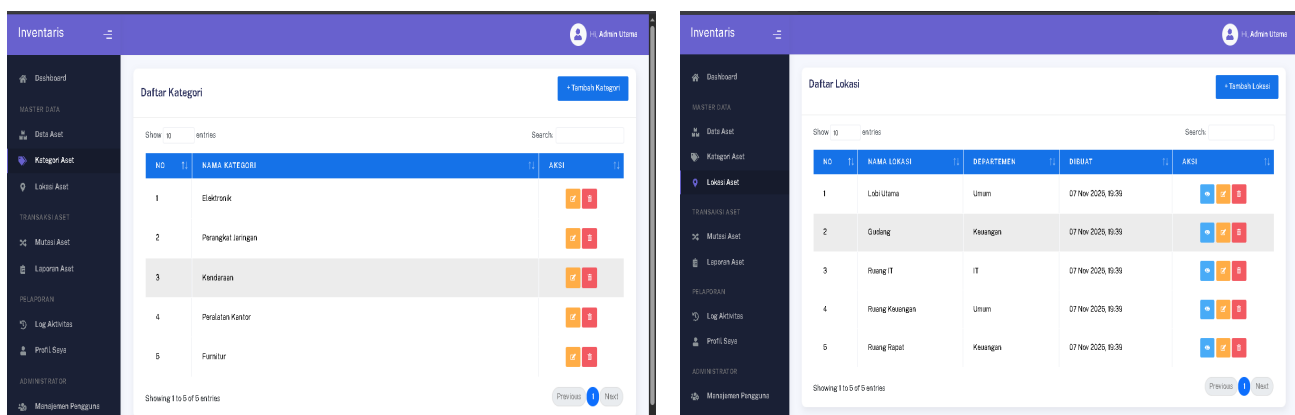 Inventaris
Hi, Admin Utama
Dashboard
MASTER DATA
Data Aset
Kategori Aset
Lokasi Aset
TRANSAKSI ASET
Mutasi Aset
Laporan Aset
PELAPORAN
Log Aktivitas
Profil Saya
ADMINISTRATOR
Manajemen Pengguna
Daftar Kategori
+ Tambah Kategori
Show 10 entries
Search:
NO NAMA KATEGORI AKSI
1 Elektronik
2 Perangkat Jaringan
3 Kendaraan
4 Peralatan Kantor
5 Furnitur
Showing 1 to 5 of 5 entries
Previous 1 Next
Inventaris
Hi, Admin Utama
Dashboard
MASTER DATA
Data Aset
Kategori Aset
Lokasi Aset
TRANSAKSI ASET
Mutasi Aset
Laporan Aset
PELAPORAN
Log Aktivitas
Profil Saya
ADMINISTRATOR
Manajemen Pengguna
Daftar Lokasi
+ Tambah Lokasi
Show 10 entries
Search:
NO NAMA LOKASI DEPARTEMEN DIBUAT AKSI
1 Lobi Utama Umum 07 Nov 2025, 19:39
2 Gudang Keuangan 07 Nov 2025, 19:39
3 Ruang IT IT 07 Nov 2025, 19:39
4 Ruang Keuangan Umum 07 Nov 2025, 19:39
5 Ruang Rapat Keuangan 07 Nov 2025, 19:39
Showing 1 to 5 of 5 entries
Previous 1 Next